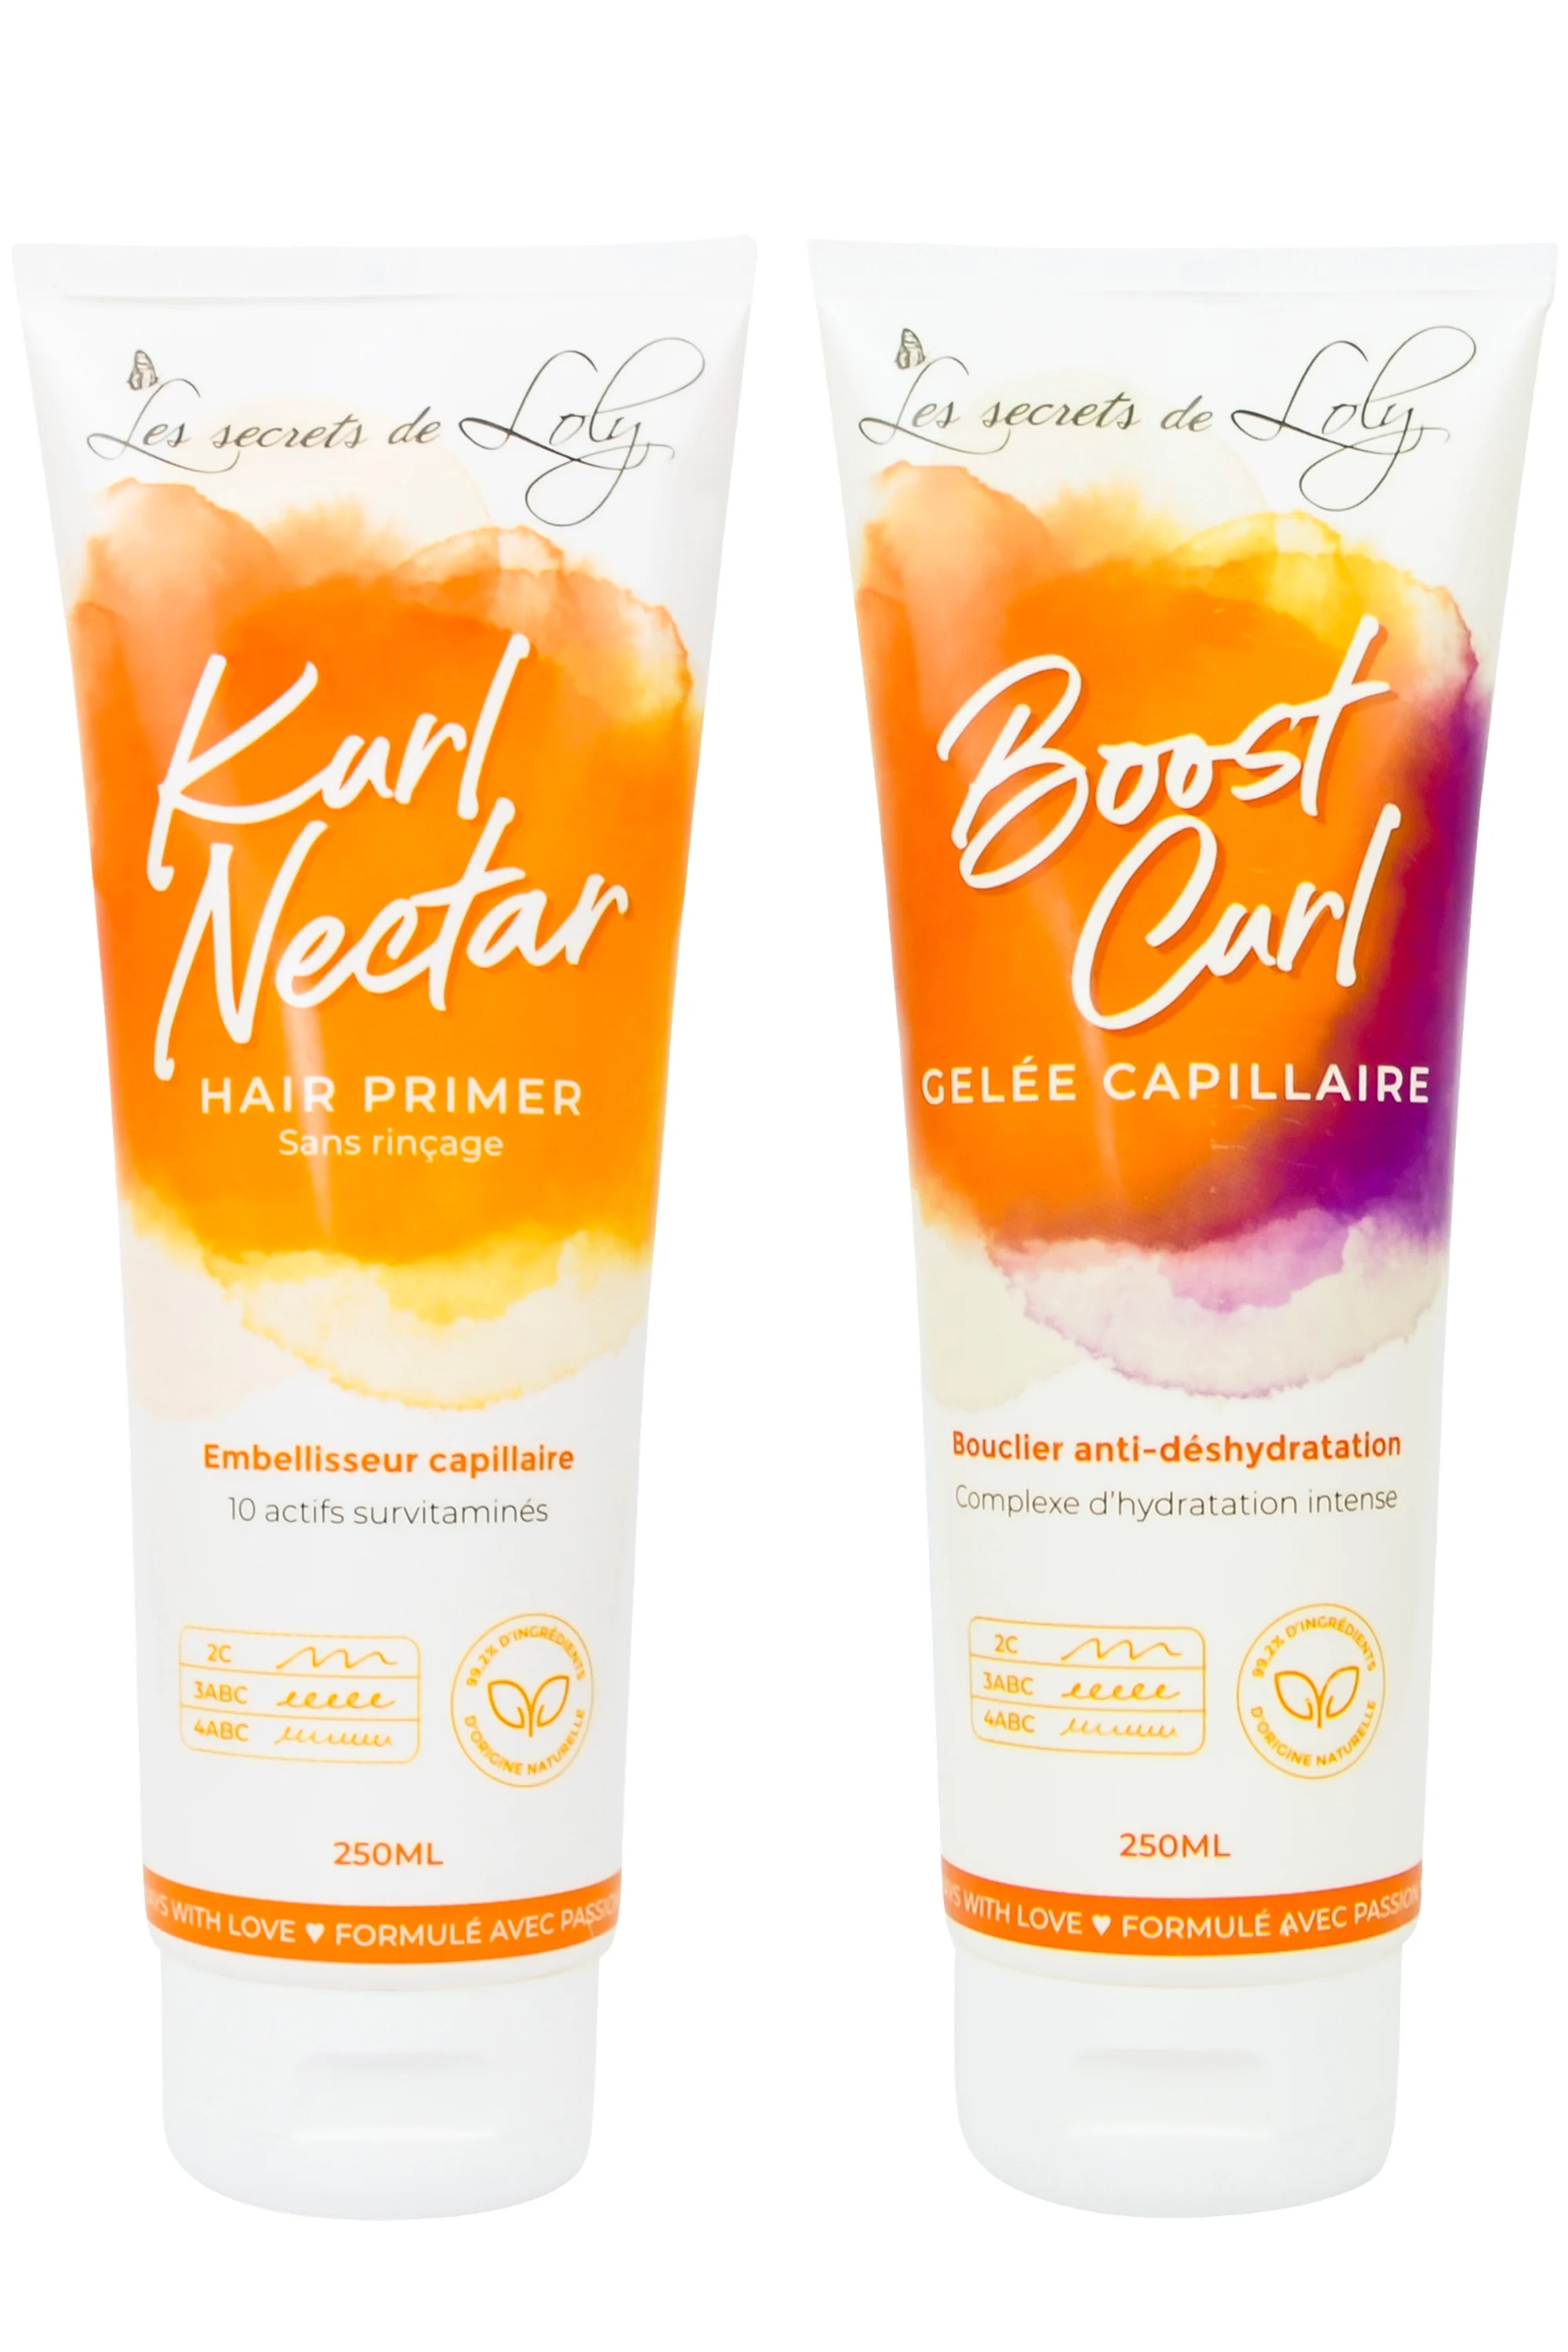 Les secrets de Loly
Kurl
Nectar
HAIR PRIMER
Sans rinçage
Embellisseur capillaire
10 actifs survitaminés
2C
3ABC
4ABC
99.2% D'INGRÉDIENTS
D'ORIGINE NATURELLE
250ML
WITH LOVE ♥ FORMULÉ AVEC PASSION
Les secrets de Loly
Boost
Curl
GELÉE CAPILLAIRE
Bouclier anti-déshydratation
Complexe d'hydratation intense
2C
3ABC
4ABC
99.2% D'INGRÉDIENTS
D'ORIGINE NATURELLE
250ML
WITH LOVE ♥ FORMULÉ AVEC PASSION